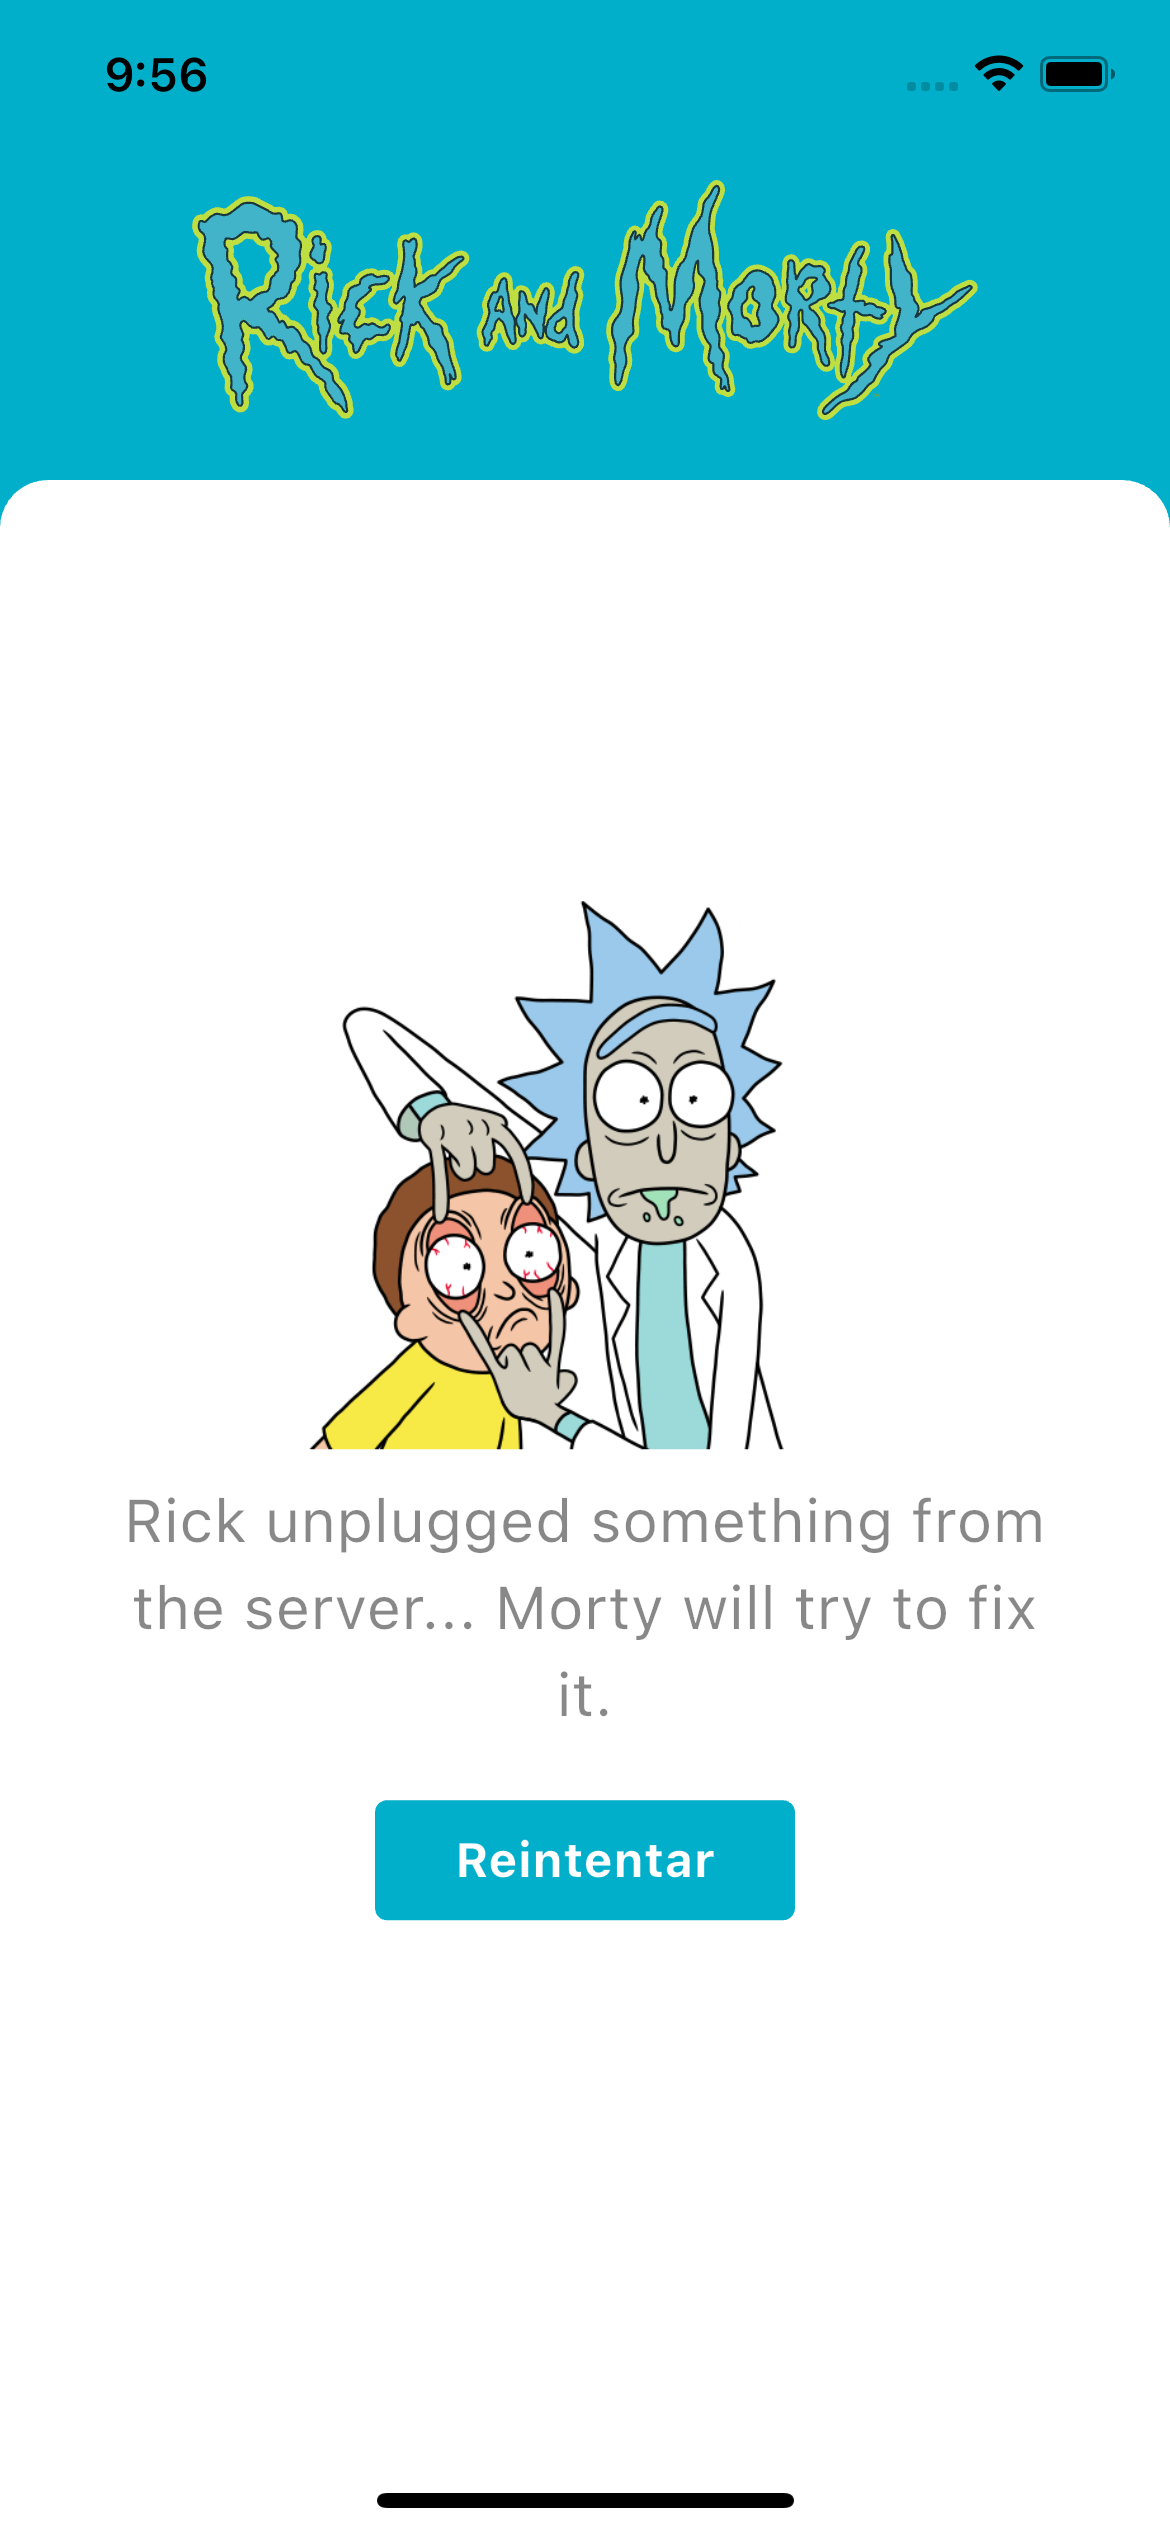 9:56
Rick and Morty
Rick unplugged something from
the server... Morty will try to fix
it.
Reintentar